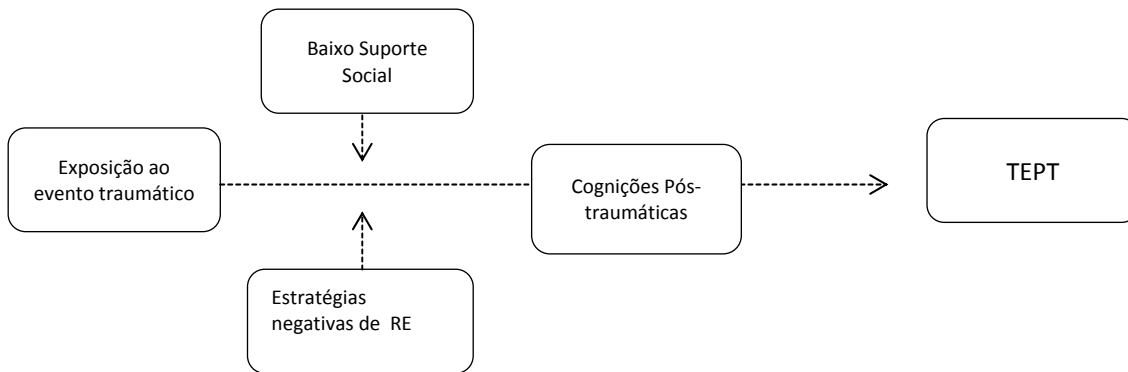 Baixo Suporte
Social
Exposição ao
evento traumático
Cognições Pós-
traumáticas
TEPT
Estratégias
negativas de RE